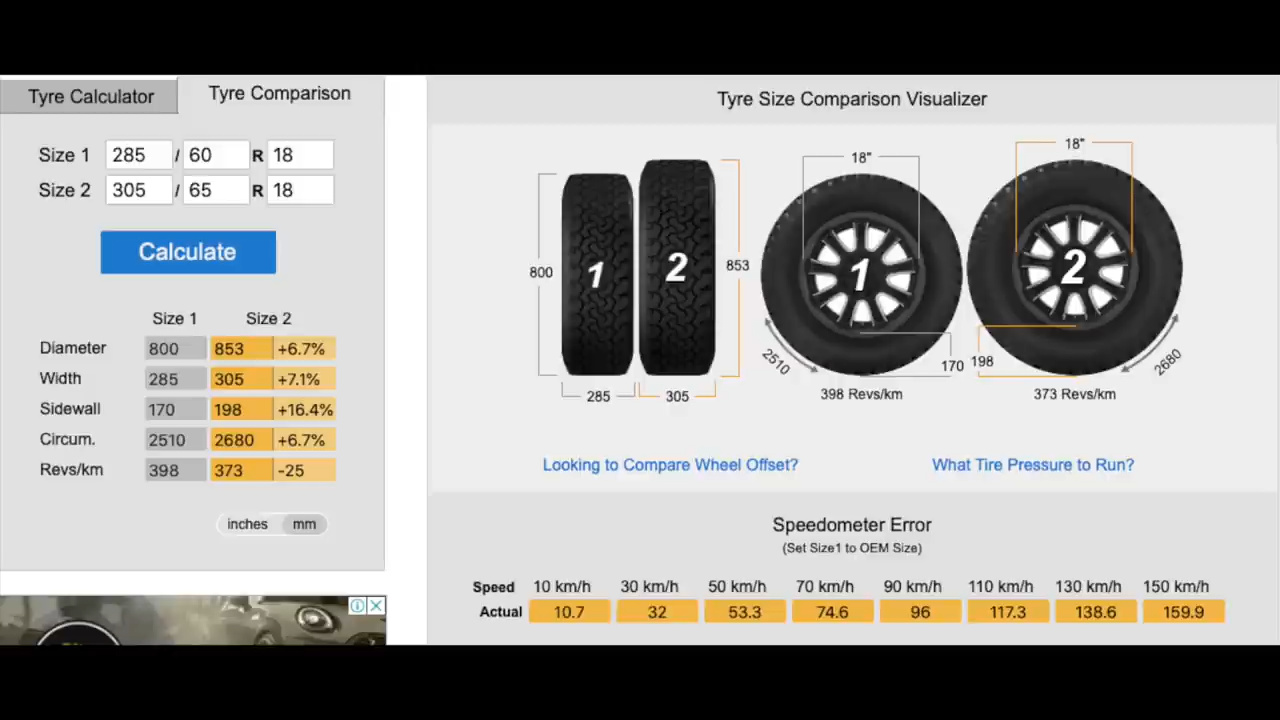 Tyre Calculator
Tyre Comparison
Size 1 285 / 60 R 18
Size 2 305 / 65 R 18
Calculate
Size 1 Size 2
Diameter 800 853 +6.7%
Width 285 305 +7.1%
Sidewall 170 198 +16.4%
Circum. 2510 2680 +6.7%
Revs/km 398 373 -25
inches mm
Tyre Size Comparison Visualizer
18" 18"
800 1 2 853 1 2
2510 170 198 2680
285 305 398 Revs/km 373 Revs/km
Looking to Compare Wheel Offset? What Tire Pressure to Run?
Speedometer Error
(Set Size1 to OEM Size)
Speed 10 km/h 30 km/h 50 km/h 70 km/h 90 km/h 110 km/h 130 km/h 150 km/h
Actual 10.7 32 53.3 74.6 96 117.3 138.6 159.9